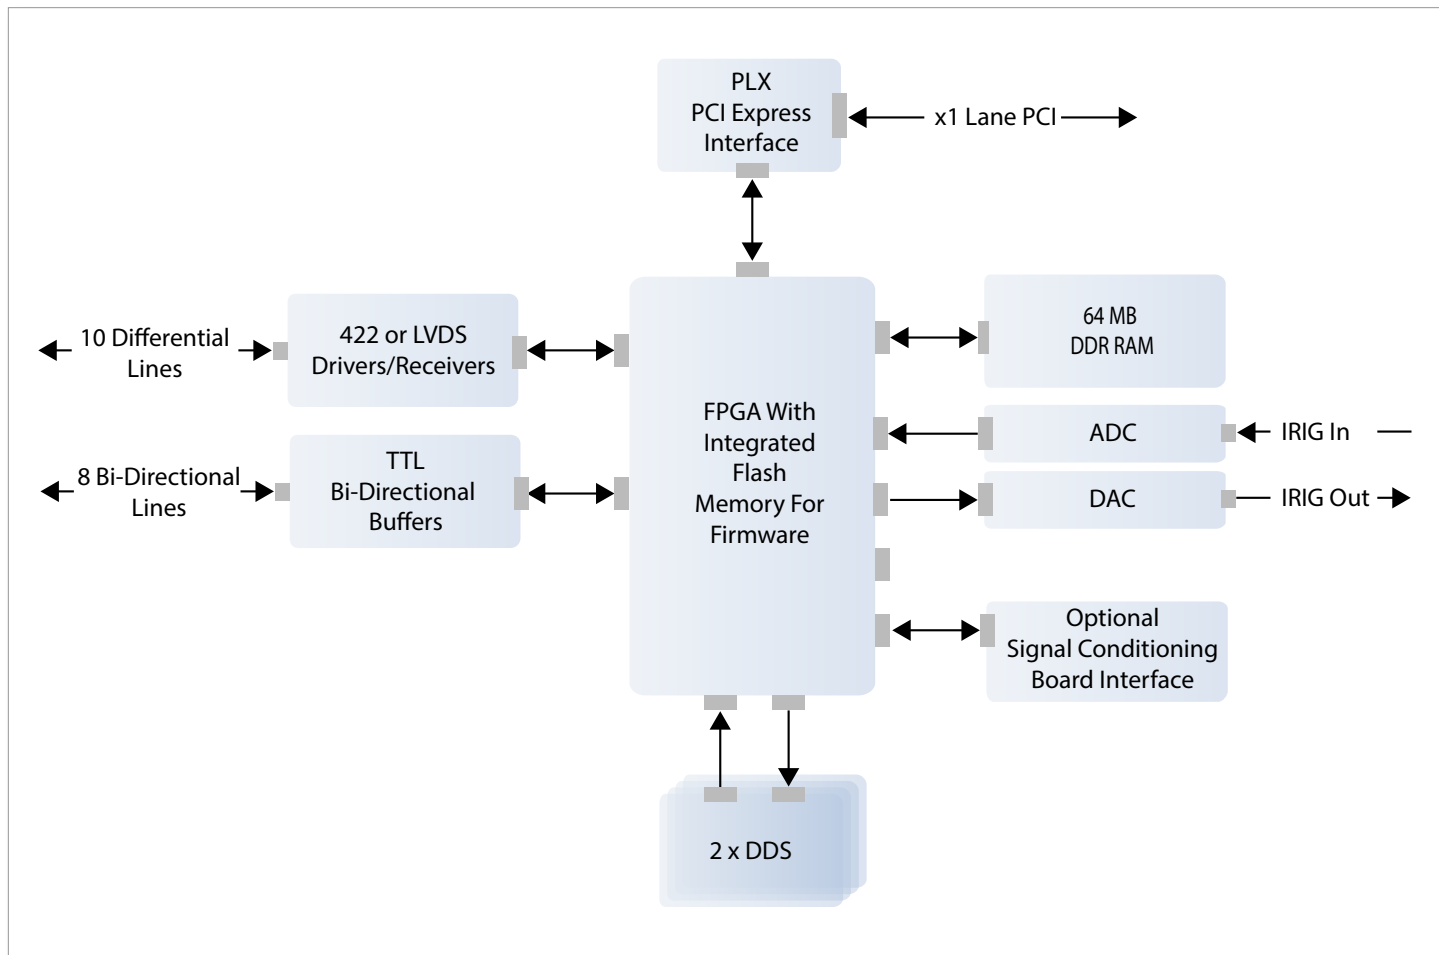 PLX
PCI Express
Interface
x1 Lane PCI
10 Differential
Lines
422 or LVDS
Drivers/Receivers
64 MB
DDR RAM
FPGA With
Integrated
Flash
Memory For
Firmware
ADC
IRIG In
8 Bi-Directional
Lines
TTL
Bi-Directional
Buffers
DAC
IRIG Out
Optional
Signal Conditioning
Board Interface
2 x DDS